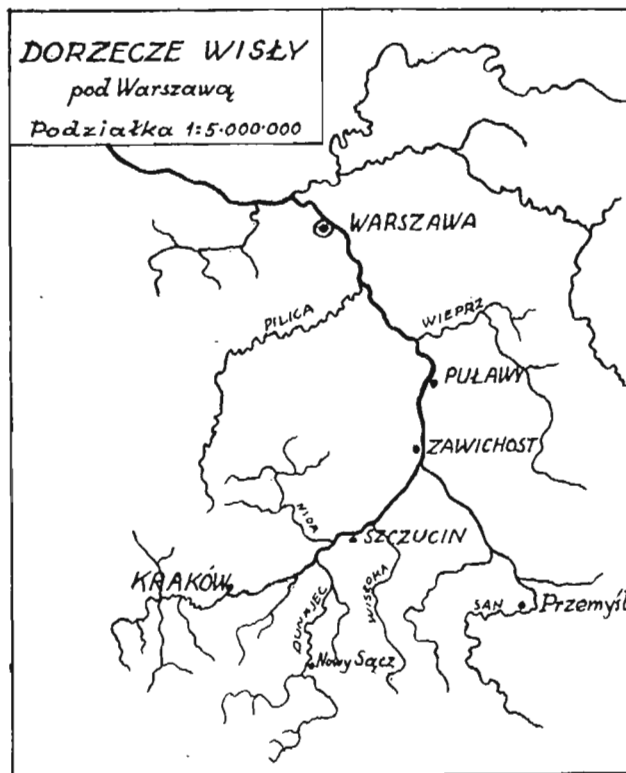 DORZECZE WISŁY
pod Warszawą
Podziałka 1:5.000.000
WARSZAWA
PILICA
WIEPRZ
PUŁAWY
ZAWICHOST
NIDA
SZCZUCIN
KRAKÓW
DUNAJEC
WISŁOKA
SAN
Przemyśl
Nowy Sącz